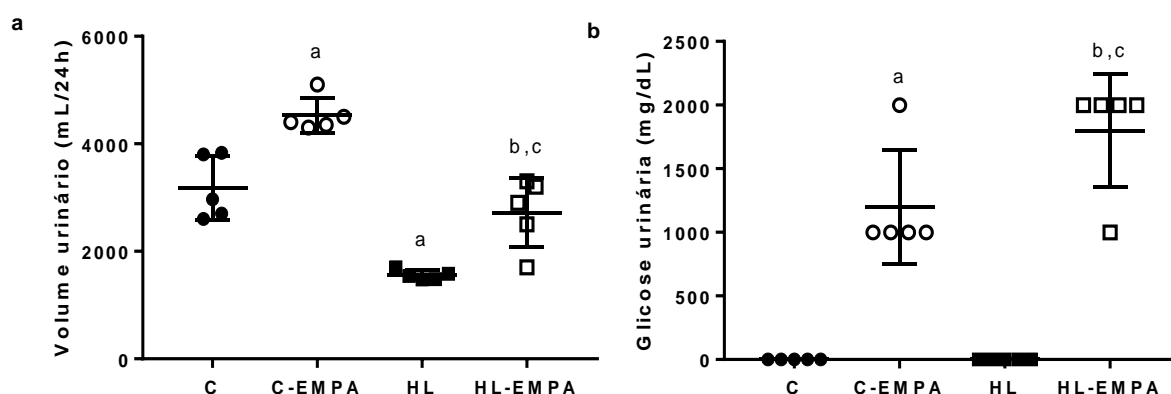 a
Volume urinário (mL/24h)
6000
4000
2000
0
a
a
b,c
C
C-EMPA
HL
HL-EMPA
b
Glicose urinária (mg/dL)
2500
2000
1500
1000
500
0
a
b,c
C
C-EMPA
HL
HL-EMPA